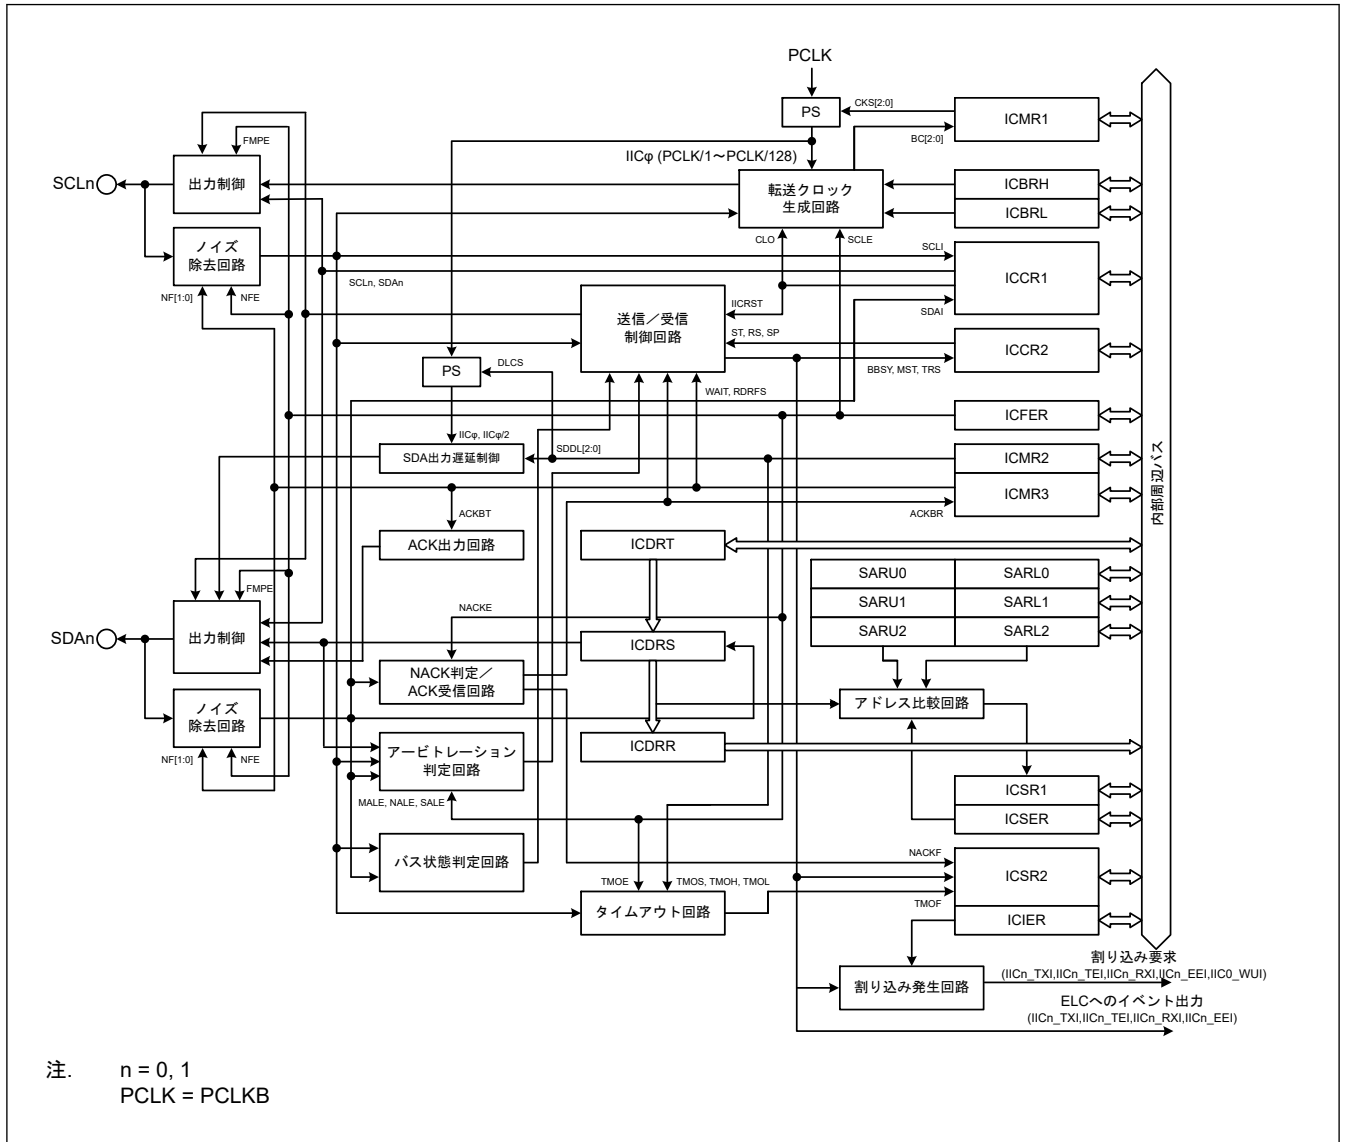 PCLK
PS
CKS[2:0]
ICMR1
BC[2:0]
FMPE
IICφ (PCLK/1～PCLK/128)
SCLn
出力制御
転送クロック
生成回路
ICBRH
ICBRL
ノイズ
除去回路
CLO
SCLE
SCLI
ICCR1
SCLn, SDAn
NF[1:0]
NFE
IICRST
SDAI
送信／受信
制御回路
ST, RS, SP
ICCR2
BBSY, MST, TRS
PS
DLCS
WAIT, RDRFS
ICFER
IICφ, IICφ/2
SDDL[2:0]
SDA出力遅延制御
ICMR2
ICMR3
ACKBT
ACKBR
内部周辺バス
ACK出力回路
ICDRT
SARU0
SARL0
FMPE
SARU1
SARL1
NACKE
SDAn
出力制御
ICDRS
SARU2
SARL2
NACK判定／
ACK受信回路
アドレス比較回路
ノイズ
除去回路
ICDRR
NF[1:0]
NFE
アービトレーション
判定回路
MALE, NALE, SALE
ICSR1
ICSER
バス状態判定回路
NACKF
ICSR2
TMOE
TMOS, TMOH, TMOL
タイムアウト回路
TMOF
ICIER
割り込み要求
(IICn_TXI,IICn_TEI,IICn_RXI,IICn_EEI,IIC0_WUI)
割り込み発生回路
ELCへのイベント出力
(IICn_TXI,IICn_TEI,IICn_RXI,IICn_EEI)
注. n = 0, 1
PCLK = PCLKB